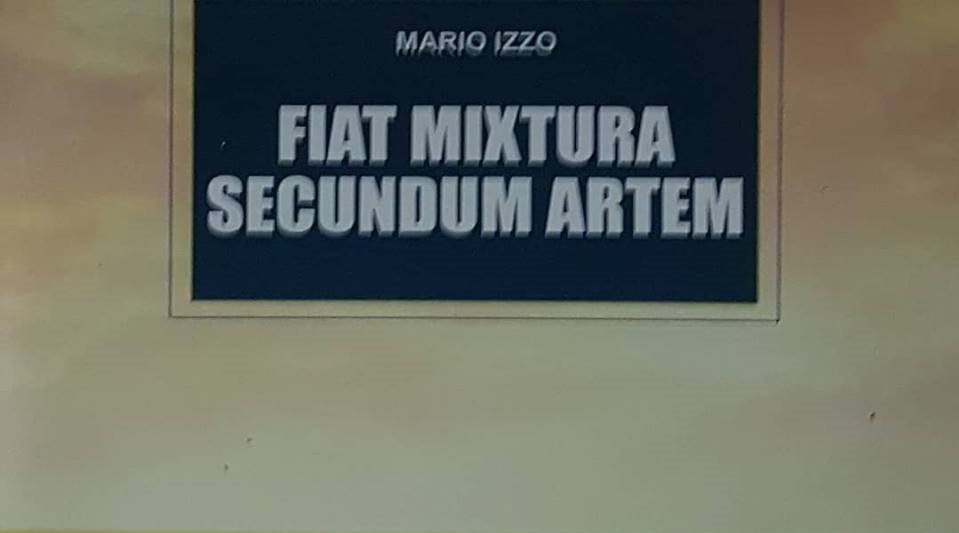 MARIO IZZO
FIAT MIXTURA
SECUNDUM ARTEM